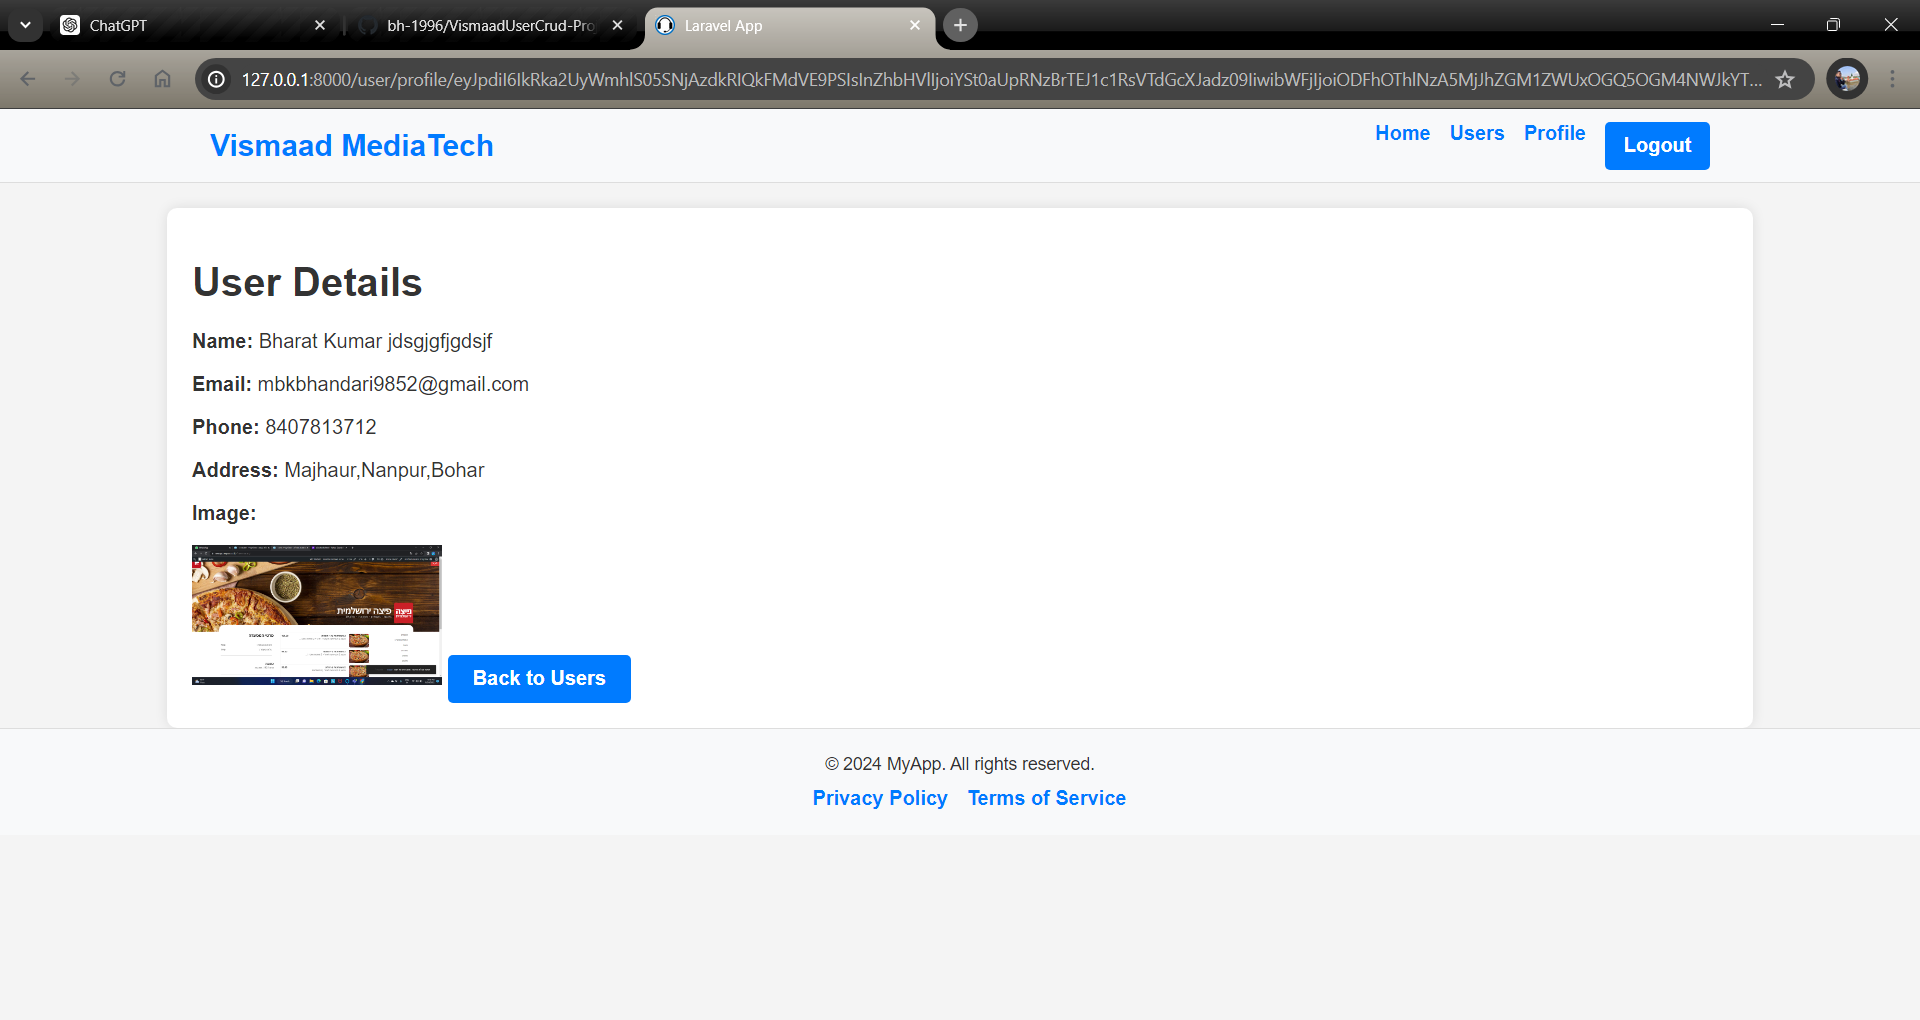 ChatGPT
bh-1996/VismaadUserCrud-Pro
Laravel App
127.0.0.1:8000/user/profile/
Vismaad MediaTech
Home Users Profile Logout
User Details
Name: Bharat Kumar jdsgjgfjgdsjf
Email: mbkbhandari9852@gmail.com
Phone: 8407813712
Address: Majhaur,Nanpur,Bohar
Image:
פיצה ירושלמית
Back to Users
© 2024 MyApp. All rights reserved.
Privacy Policy Terms of Service